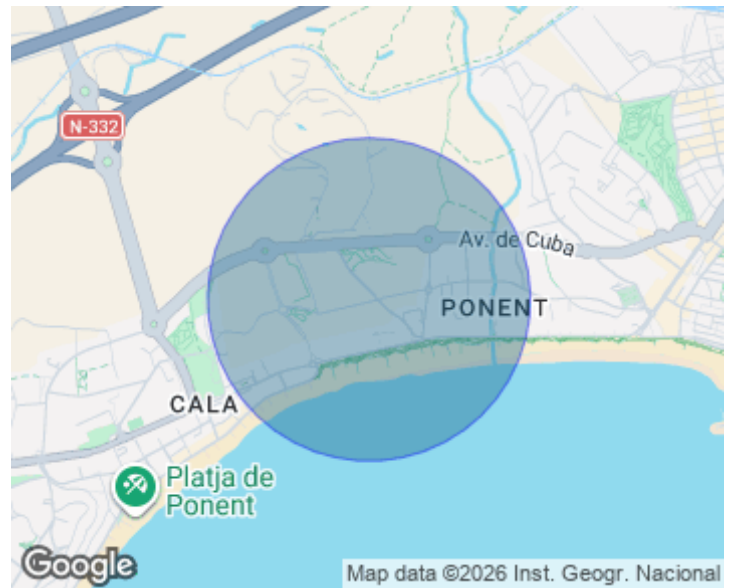 N-332
Av. de Cuba
PONENT
CALA
Platja de
Ponent
Google
Map data ©2026 Inst. Geogr. Nacional